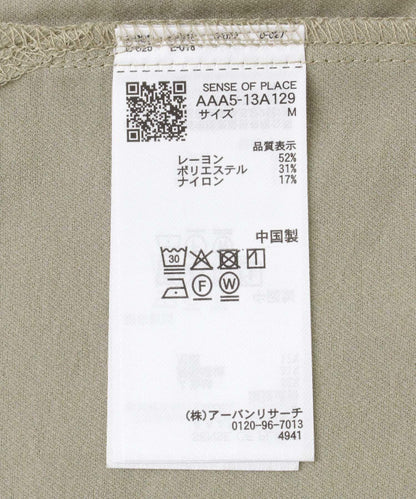 SENSE OF PLACE
AAA5-13A129
サイズ M
品質表示
レーヨン 52%
ポリエステル 31%
ナイロン 17%
中国製
30
F W
(株)アーバンリサーチ
0120-96-7013
4941